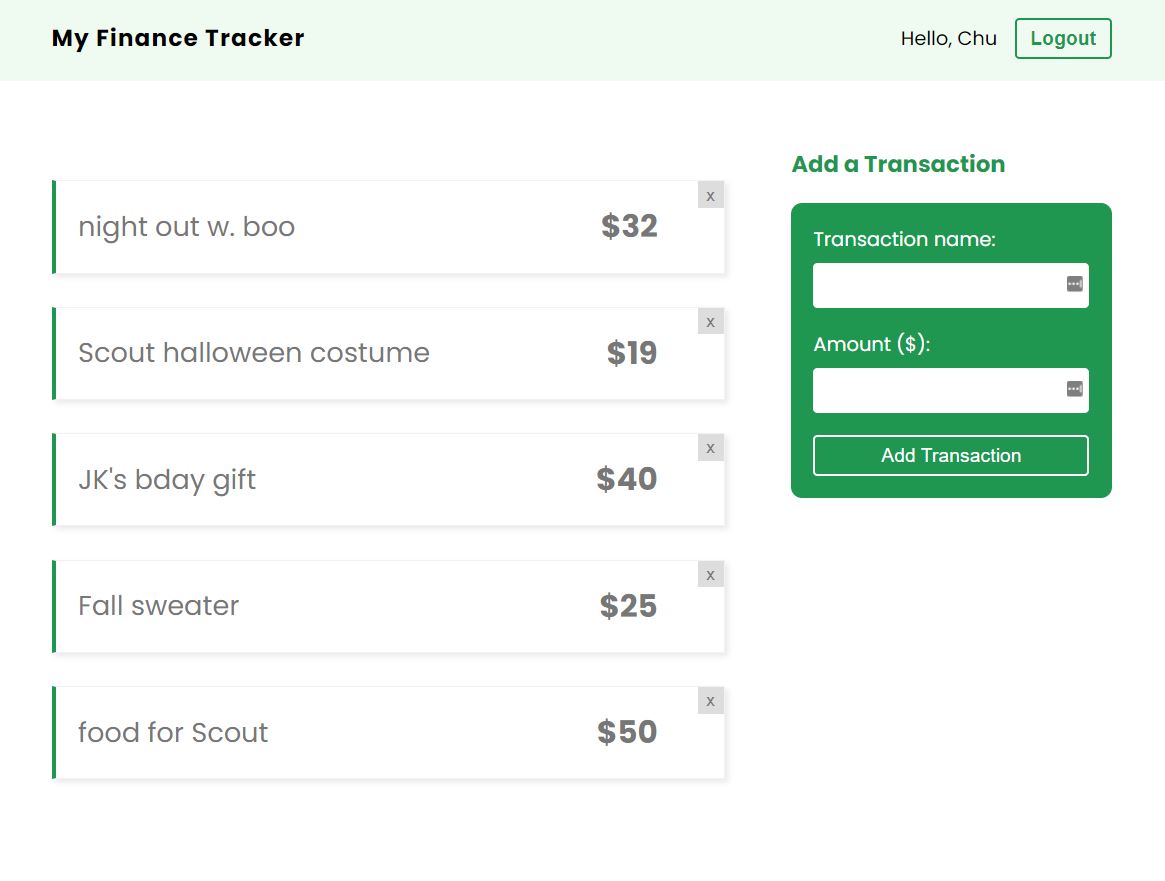 My Finance Tracker
Hello, Chu Logout
night out w. boo $32 x
Scout halloween costume $19 x
JK's bday gift $40 x
Fall sweater $25 x
food for Scout $50 x
Add a Transaction
Transaction name:
Amount ($):
Add Transaction